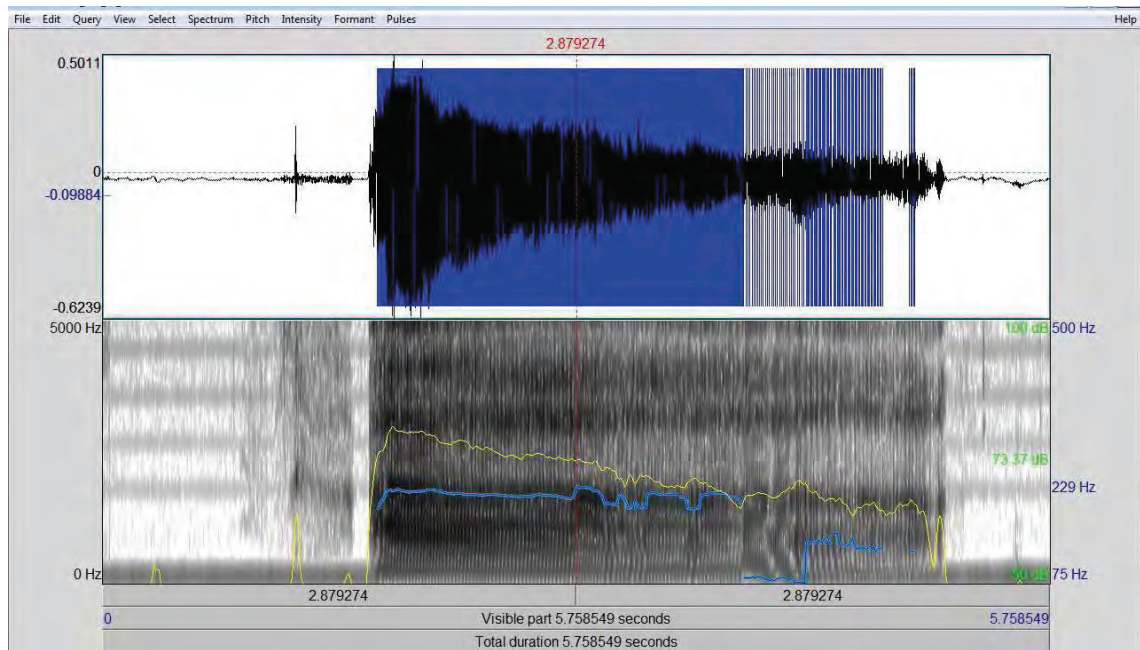 File Edit Query View Select Spectrum Pitch Intensity Formant Pulses Help
2.879274
0.5011
0
-0.09884
-0.6239
5000 Hz 100 dB 500 Hz
73.37 dB
229 Hz
0 Hz 50 dB 75 Hz
2.879274 2.879274
0 Visible part 5.758549 seconds 5.758549
Total duration 5.758549 seconds